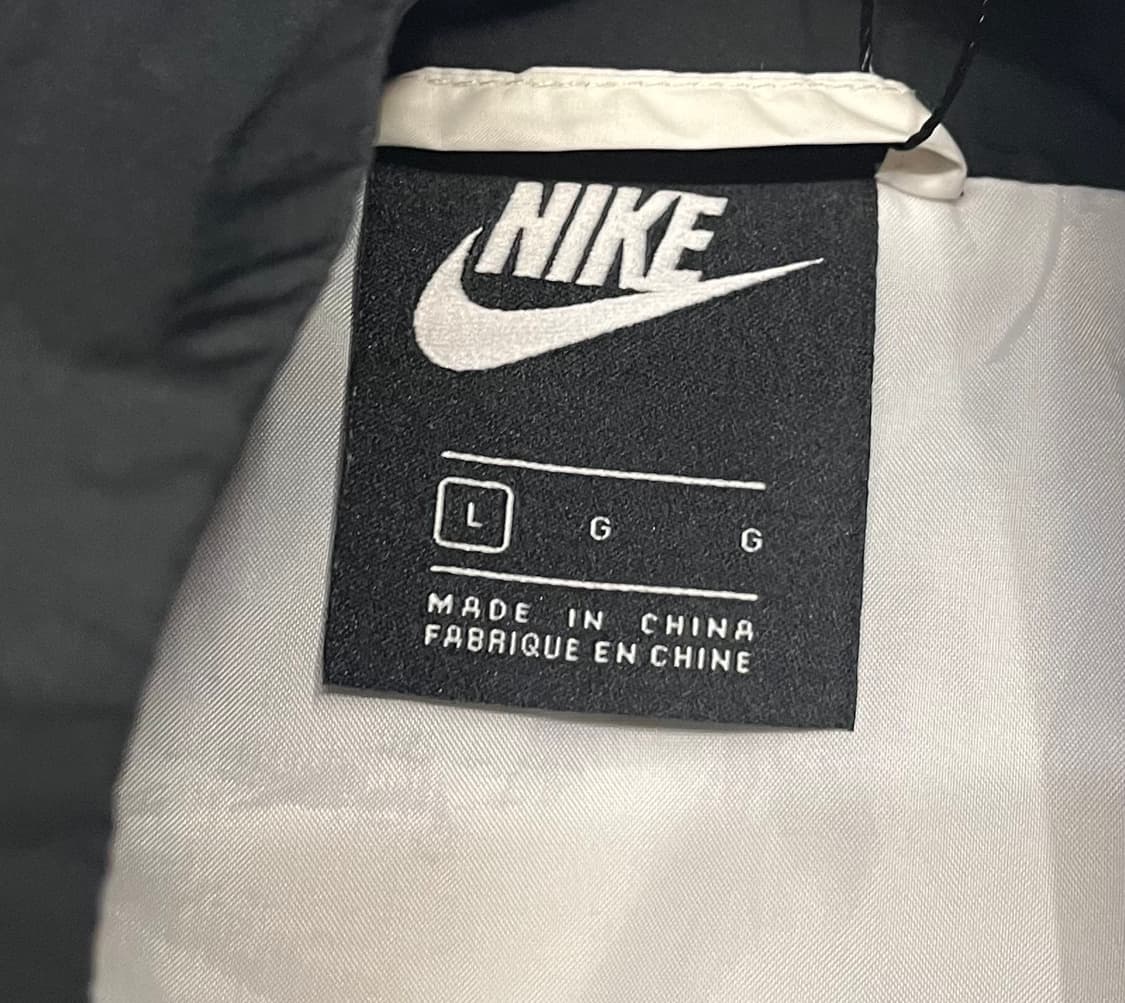 NIKE
L G G
MADE IN CHINA
FABRIQUE EN CHINE